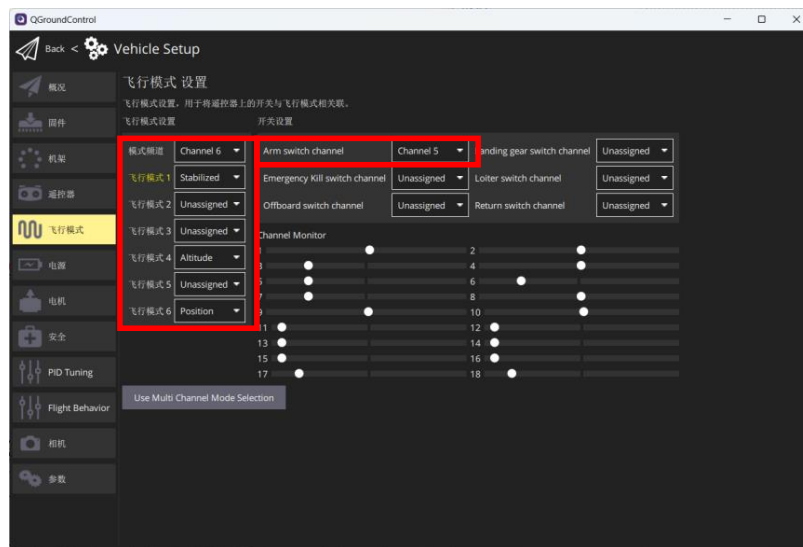 QGroundControl
Back < Vehicle Setup
概况
固件
机架
遥控器
飞行模式
电源
电机
安全
PID Tuning
Flight Behavior
相机
参数
飞行模式 设置
飞行模式设置，用于将遥控器上的开关与飞行模式相关联。
飞行模式设置
模式频道 Channel 6
飞行模式 1 Stabilized
飞行模式 2 Unassigned
飞行模式 3 Unassigned
飞行模式 4 Altitude
飞行模式 5 Unassigned
飞行模式 6 Position
开关设置
Arm switch channel Channel 5 anding gear switch channel Unassigned
Emergency Kill switch channel Unassigned Loiter switch channel Unassigned
Offboard switch channel Unassigned Return switch channel Unassigned
Channel Monitor
1 2
3 4
5 6
7 8
9 10
11 12
13 14
15 16
17 18
Use Multi Channel Mode Selection